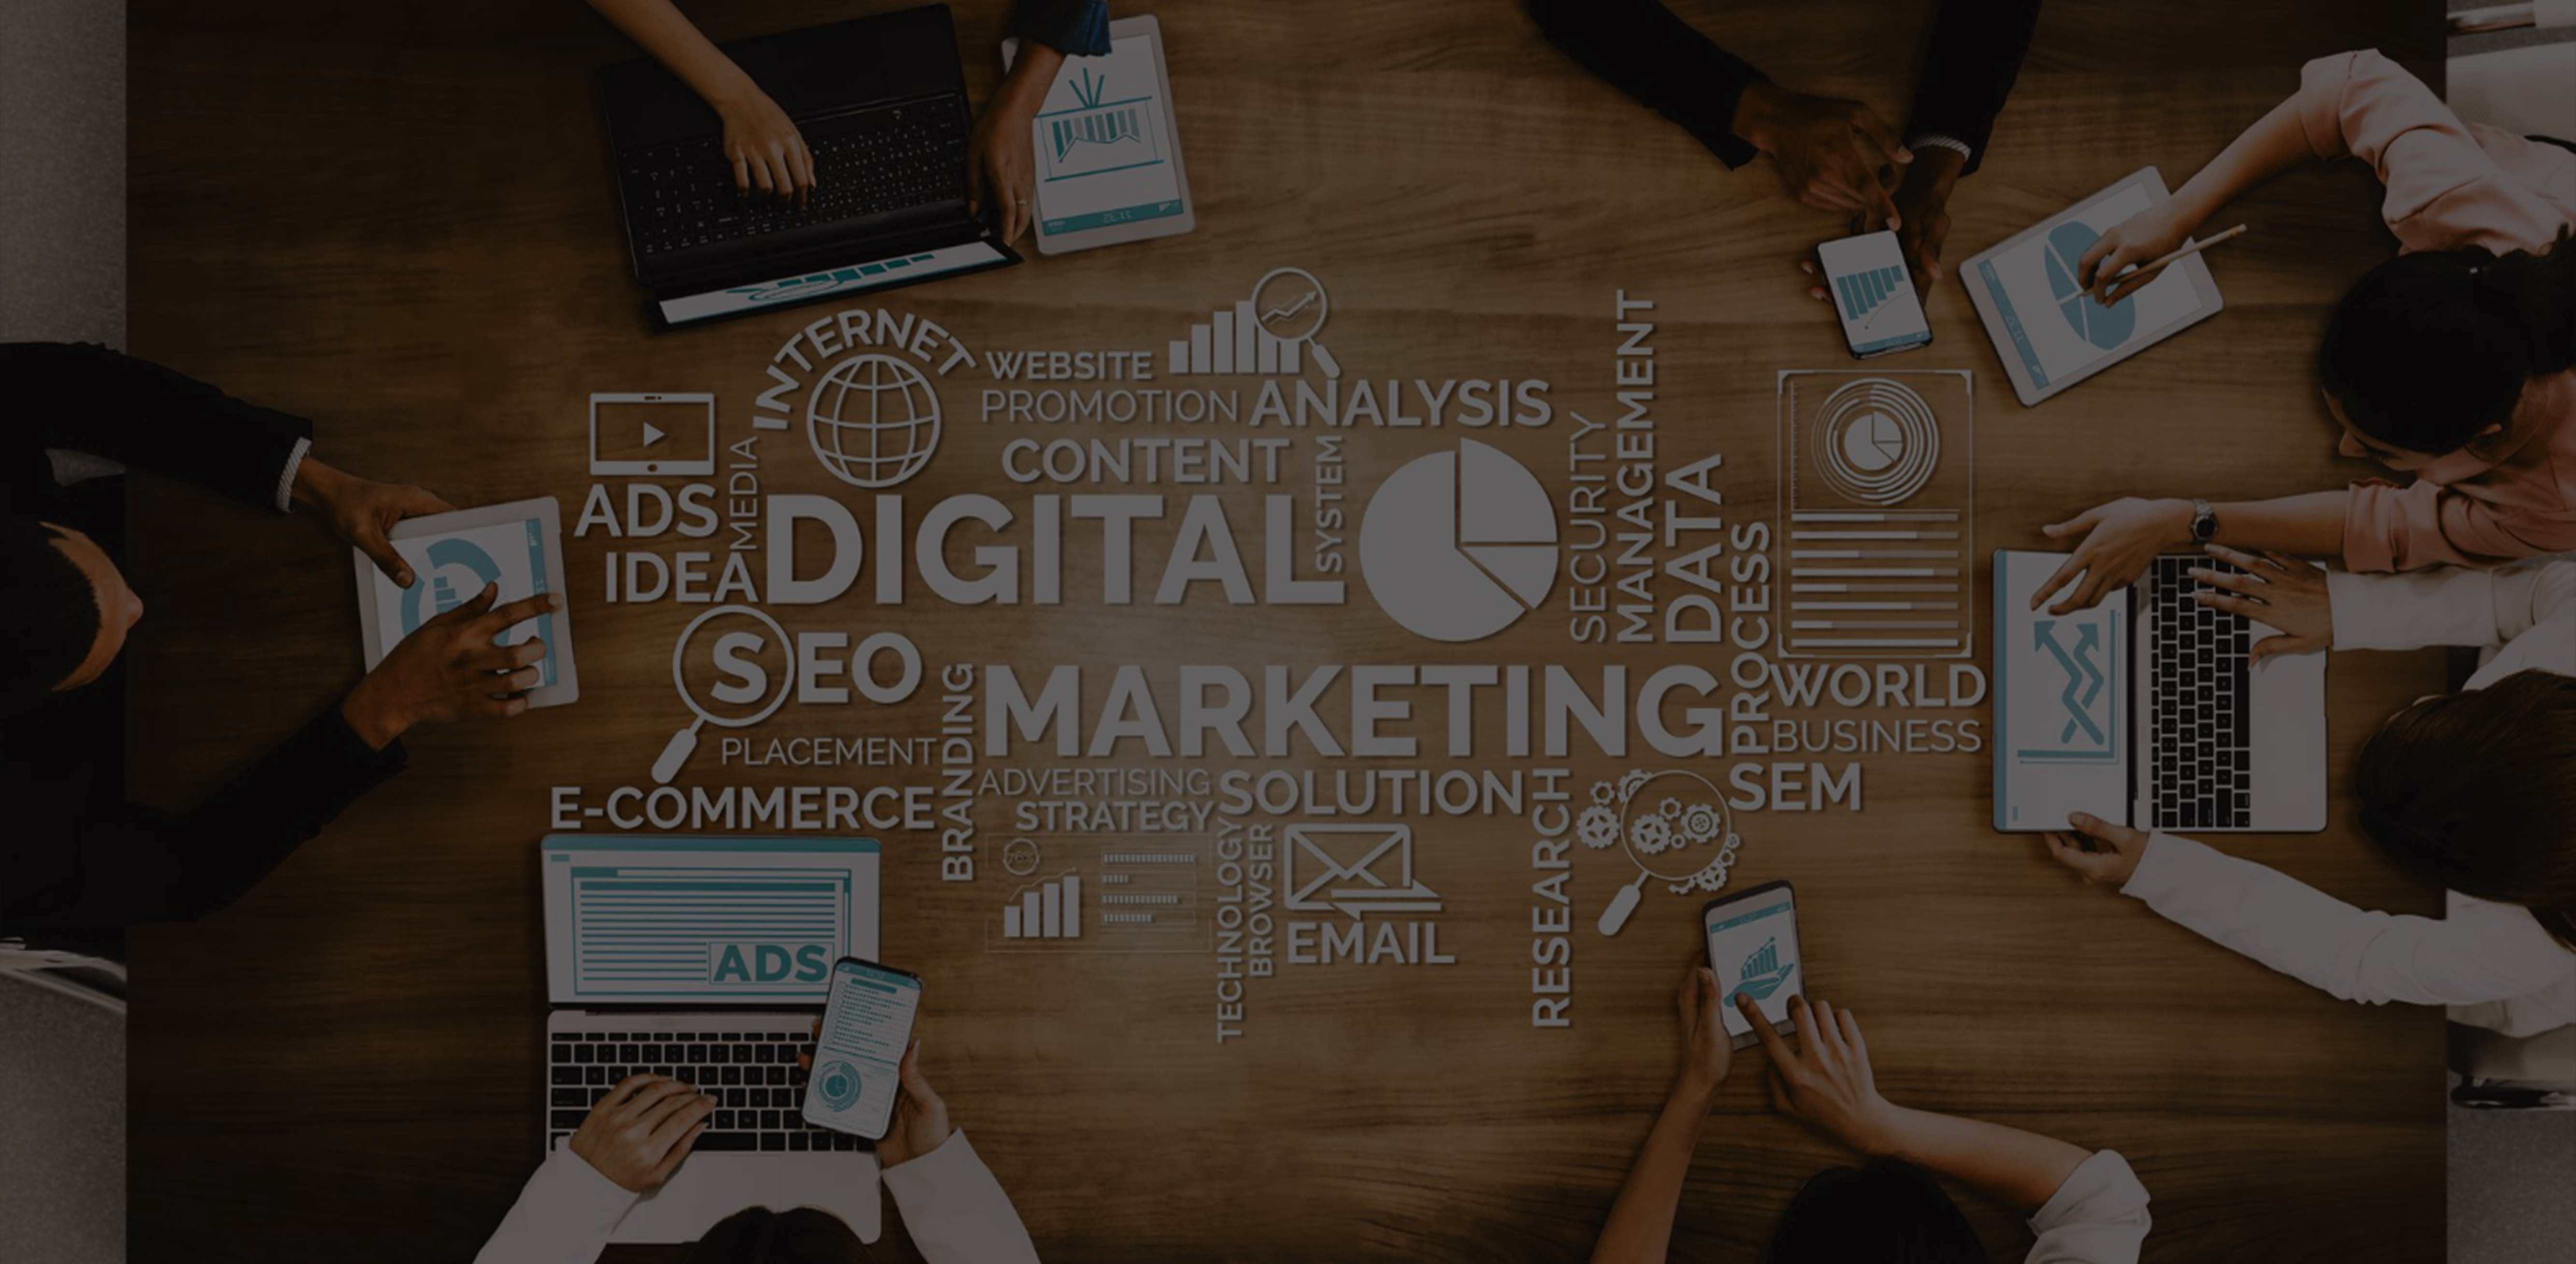 INTERNET
WEBSITE
PROMOTION
ANALYSIS
CONTENT
MEDIA
ADS
IDEA
DIGITAL
SYSTEM
SECURITY
MANAGEMENT
DATA
PROCESS
SEO
MARKETING
WORLD
BUSINESS
SEM
PLACEMENT
E-COMMERCE
BRANDING
ADVERTISING
STRATEGY
SOLUTION
TECHNOLOGY
BROWSER
EMAIL
RESEARCH
ADS